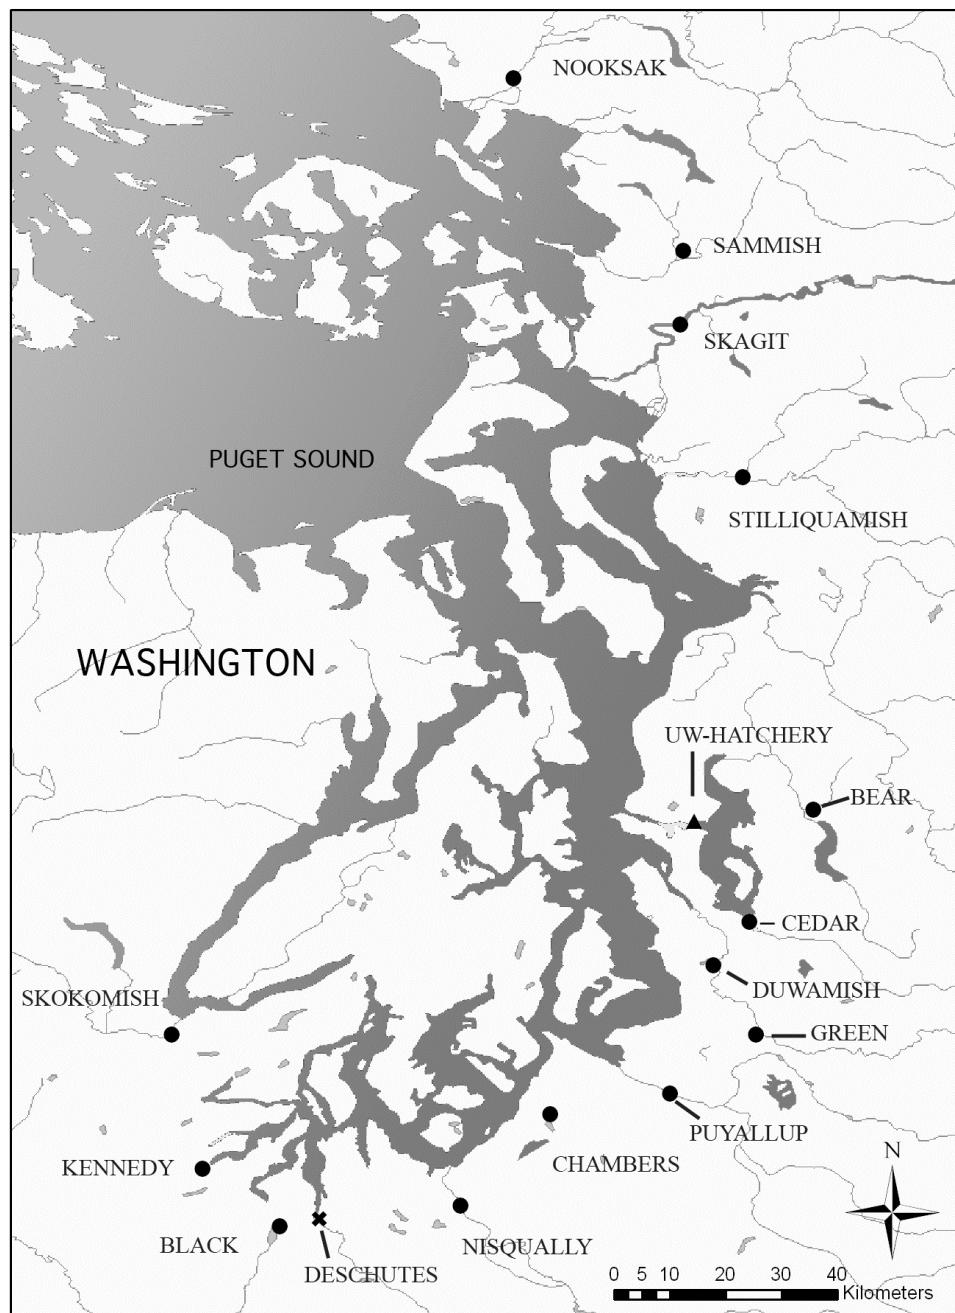 NOOKSAK
SAMMISH
SKAGIT
PUGET SOUND
STILLIQUAMISH
WASHINGTON
UW-HATCHERY
BEAR
CEDAR
DUWAMISH
SKOKOMISH
GREEN
PUYALLUP
CHAMBERS
KENNEDY
N
BLACK
NISQUALLY
DESCHUTES
0 5 10 20 30 40
Kilometers